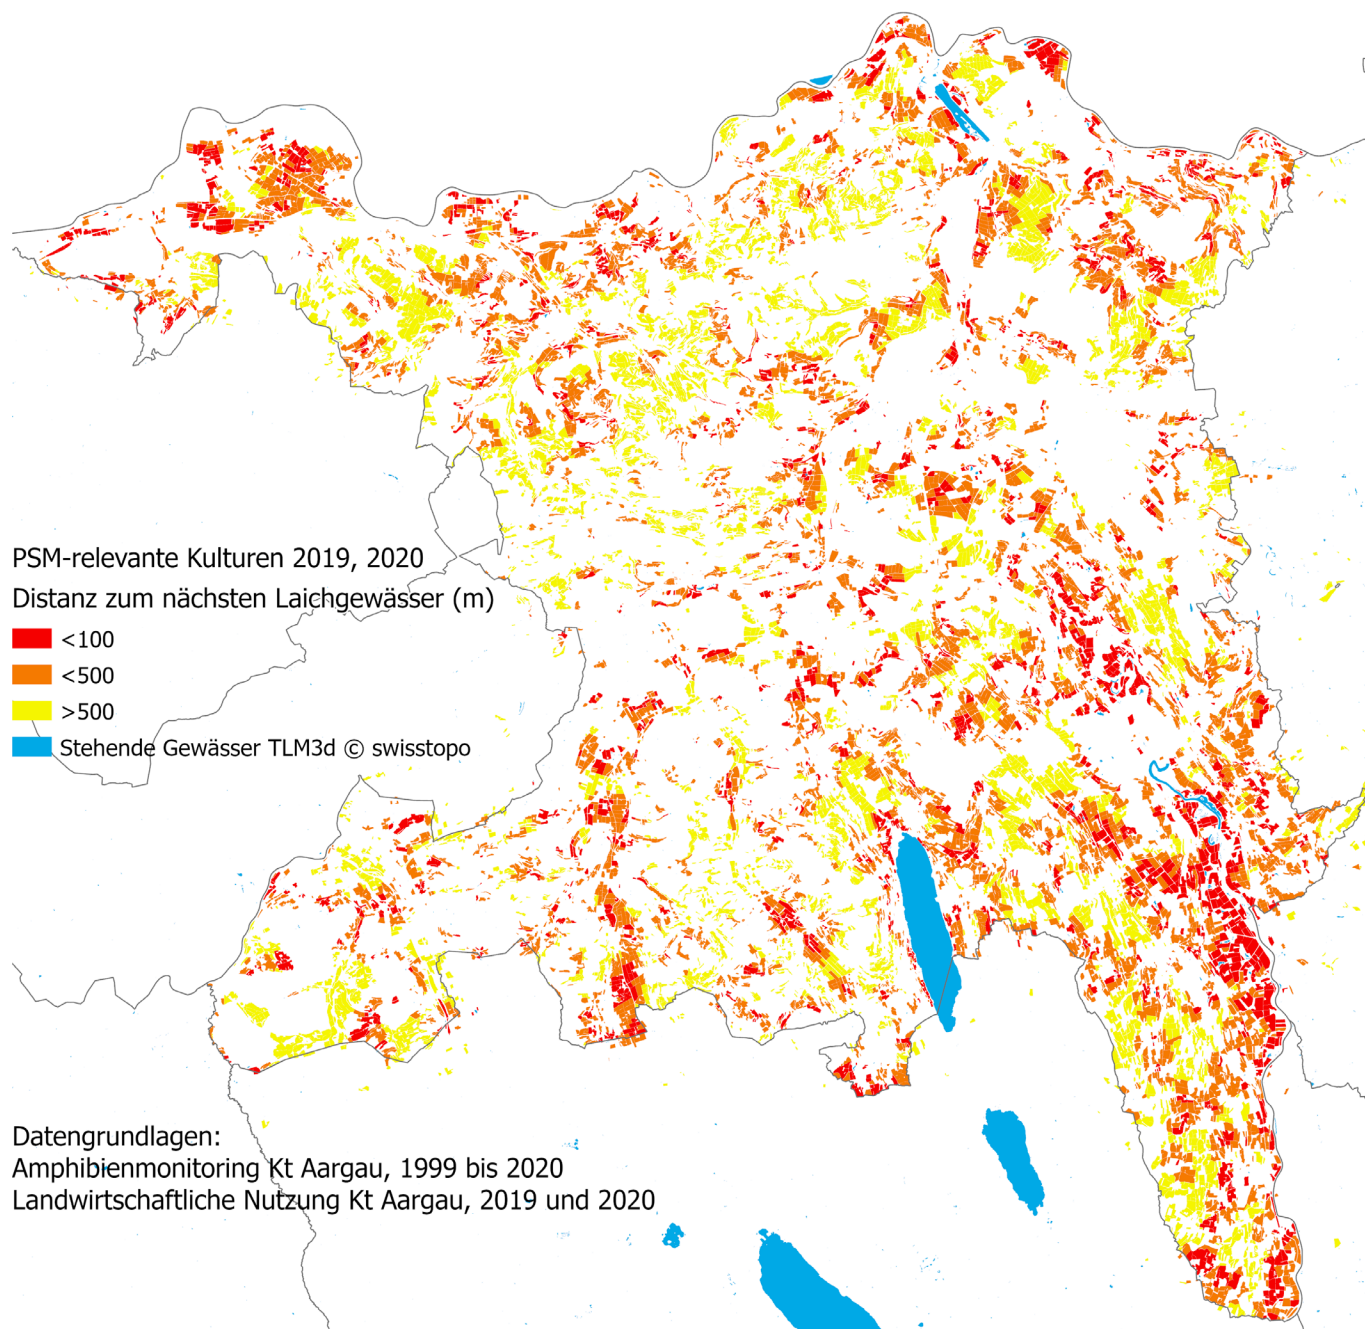 PSM-relevante Kulturen 2019, 2020
Distanz zum nächsten Laichgewässer (m)
<100
<500
>500
Stehende Gewässer TLM3d © swisstopo
Datengrundlagen:
Amphibienmonitoring Kt Aargau, 1999 bis 2020
Landwirtschaftliche Nutzung Kt Aargau, 2019 und 2020